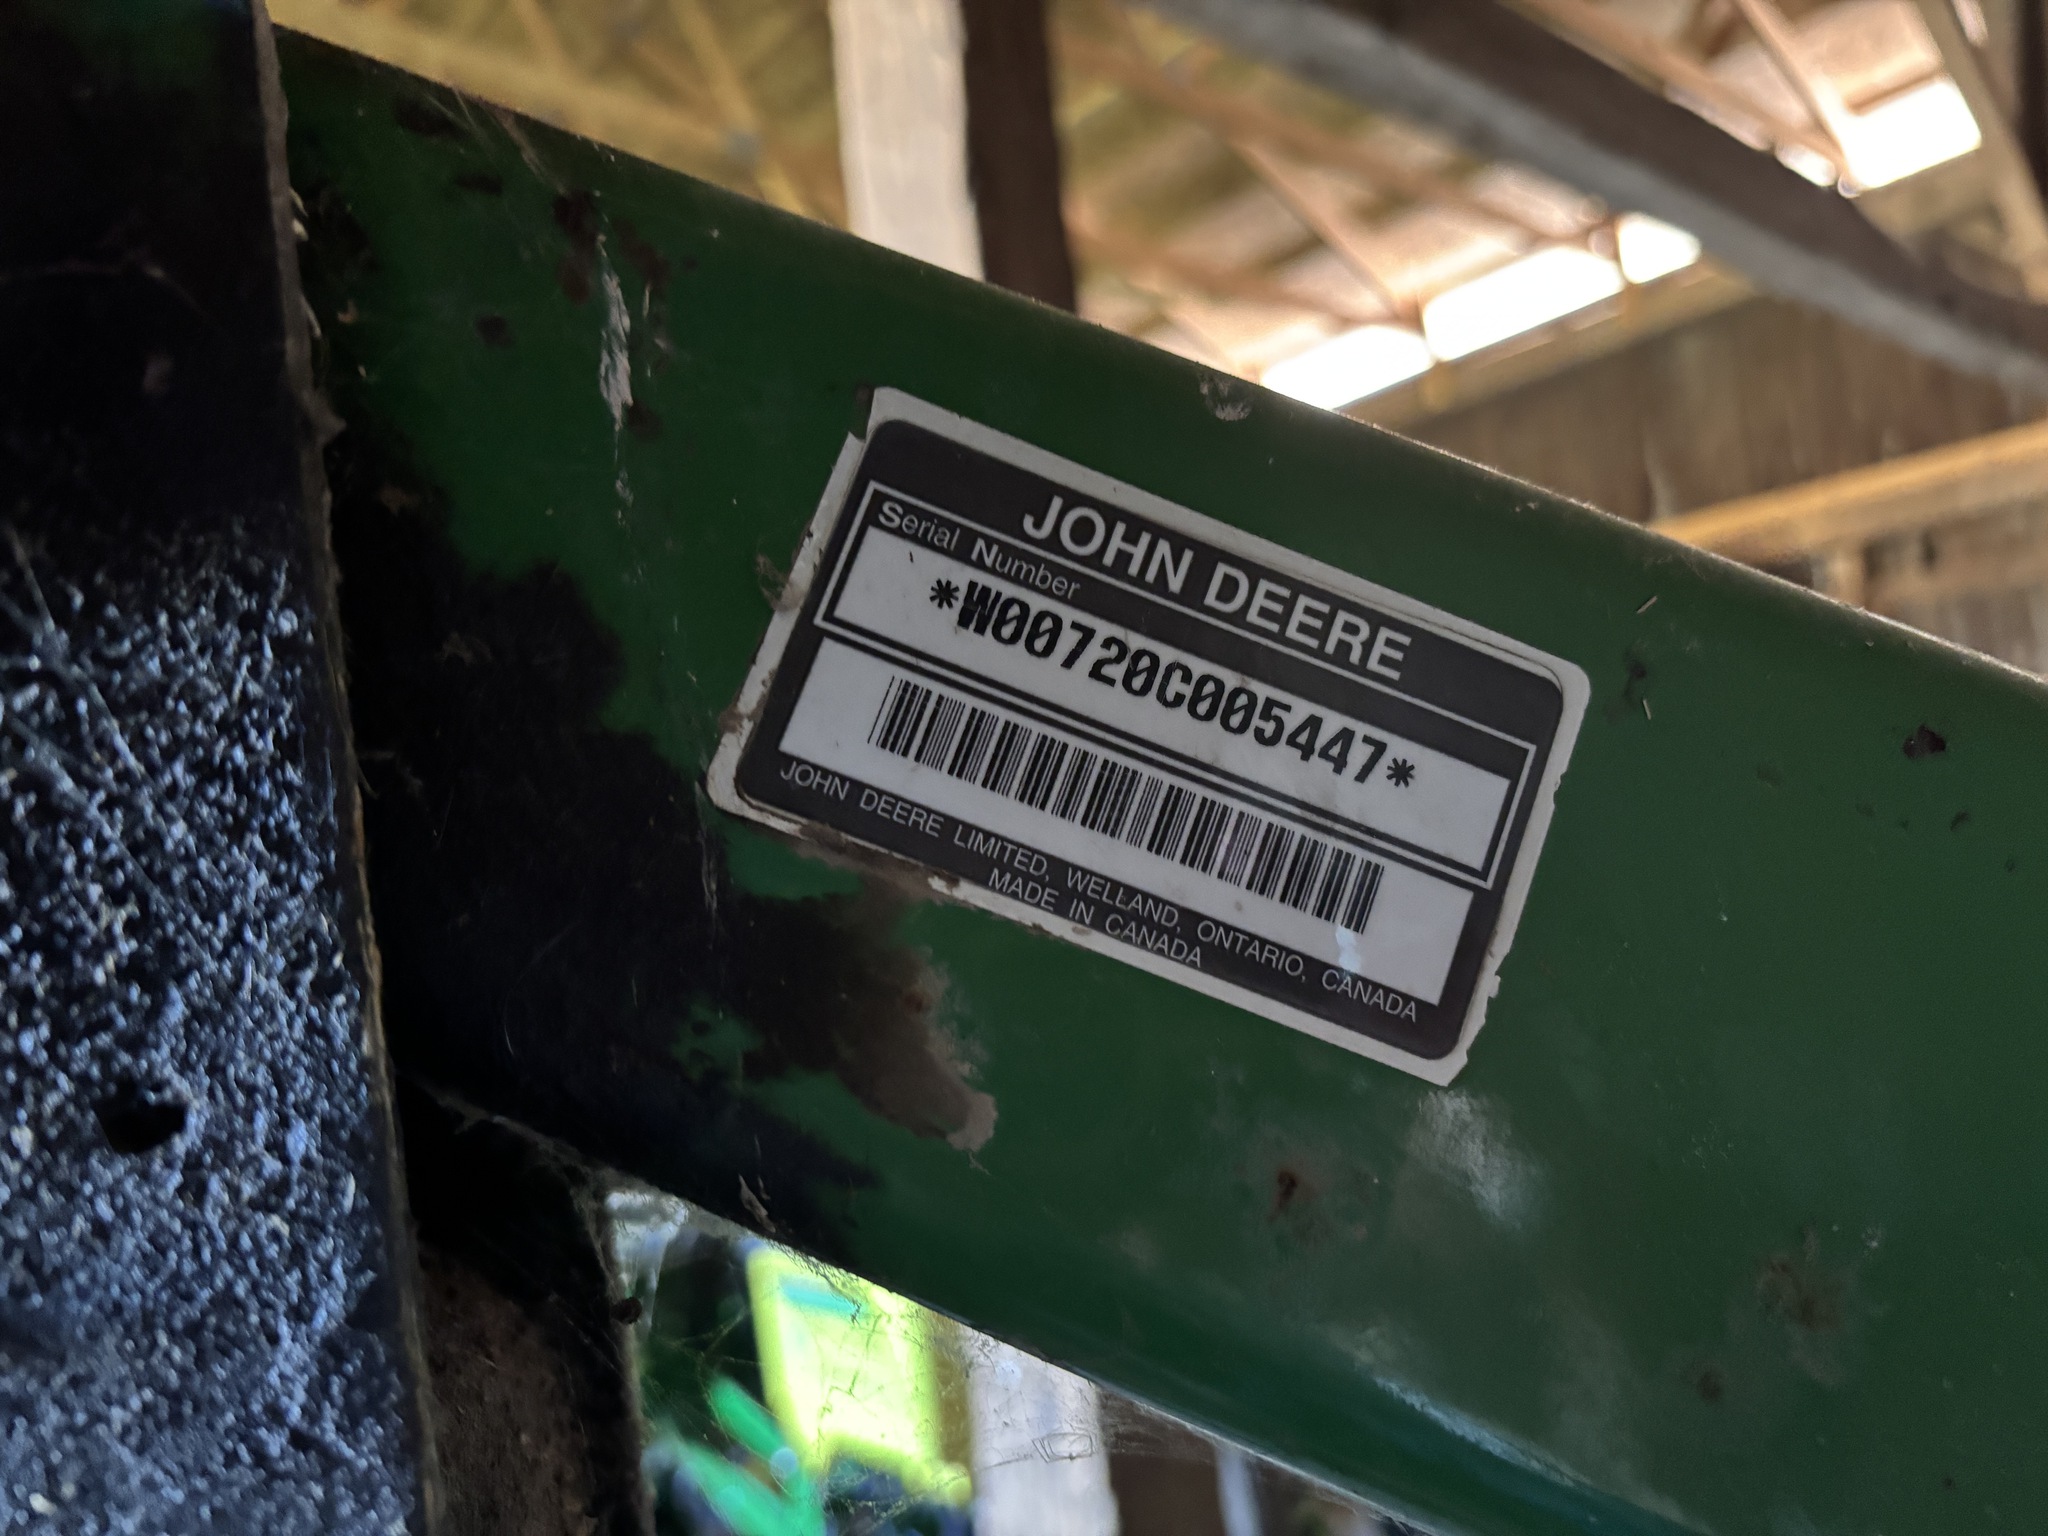 JOHN DEERE
Serial Number
*W00720C005447*
JOHN DEERE LIMITED, WELLAND, ONTARIO, CANADA
MADE IN CANADA